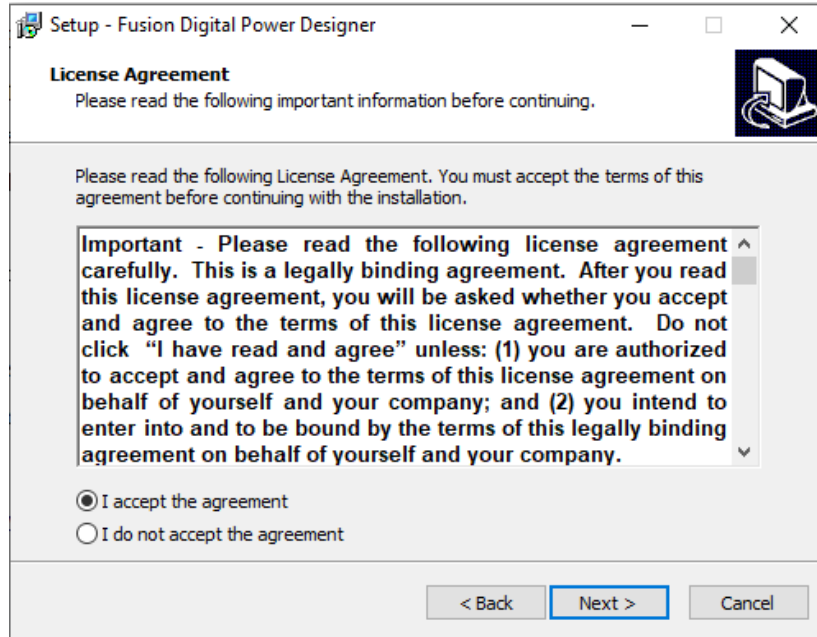 Setup - Fusion Digital Power Designer
License Agreement
Please read the following important information before continuing.
Please read the following License Agreement. You must accept the terms of this
agreement before continuing with the installation.
Important - Please read the following license agreement
carefully. This is a legally binding agreement. After you read
this license agreement, you will be asked whether you accept
and agree to the terms of this license agreement. Do not
click “I have read and agree” unless: (1) you are authorized
to accept and agree to the terms of this license agreement on
behalf of yourself and your company; and (2) you intend to
enter into and to be bound by the terms of this legally binding
agreement on behalf of yourself and your company.
I accept the agreement
I do not accept the agreement
< Back Next > Cancel